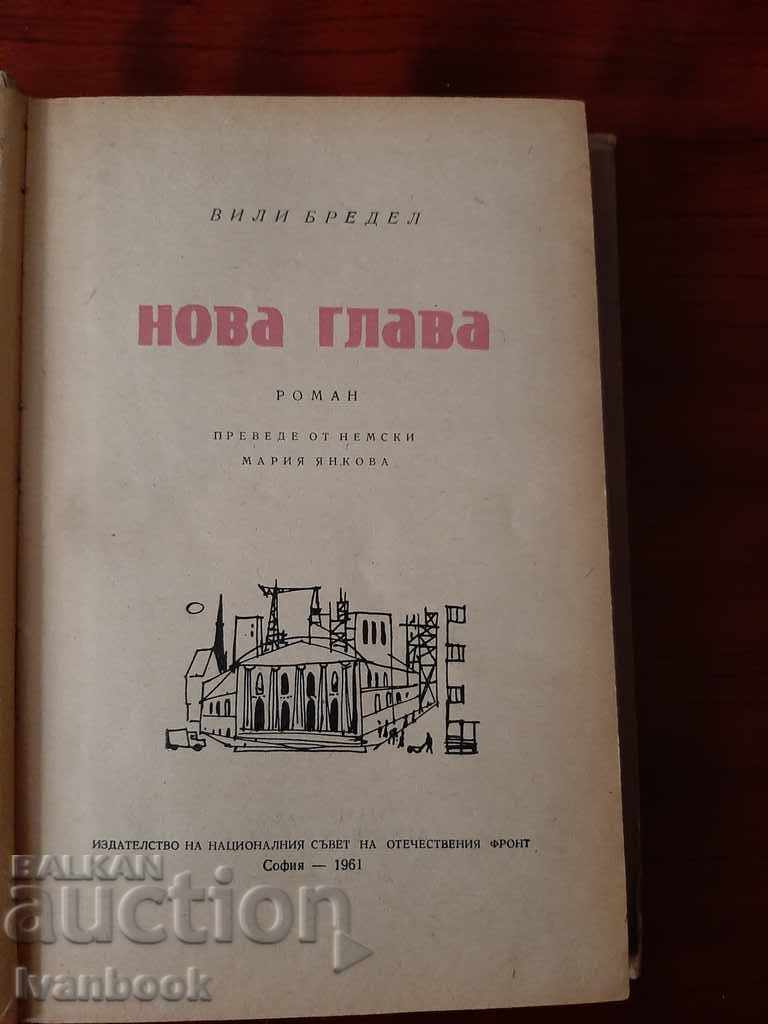 ВИЛИ БРЕДЕЛ
НОВА ГЛАВА
РОМАН
ПРЕВЕДЕ ОТ НЕМСКИ
МАРИЯ ЯНКОВА
ИЗДАТЕЛСТВО НА НАЦИОНАЛНИЯ СЪВЕТ НА ОТЕЧЕСТВЕНИЯ ФРОНТ
София — 1961
BALKAN
auction
Ivanbook